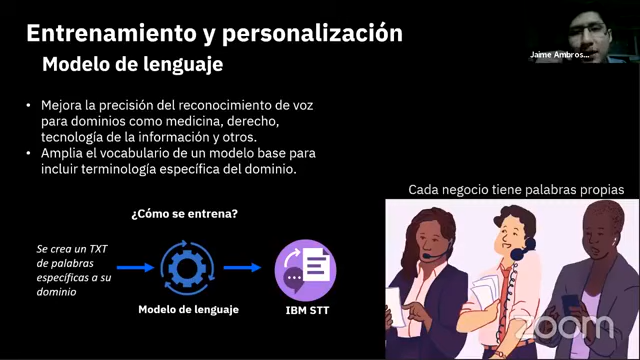 Entrenamiento y personalización
Modelo de lenguaje
Jaime Ambros...
• Mejora la precisión del reconocimiento de voz
para dominios como medicina, derecho,
tecnología de la información y otros.
• Amplia el vocabulario de un modelo base para
incluir terminología específica del dominio.
Cada negocio tiene palabras propias
¿Cómo se entrena?
Se crea un TXT
de palabras
específicas a su
dominio
Modelo de lenguaje
IBM STT
zoom